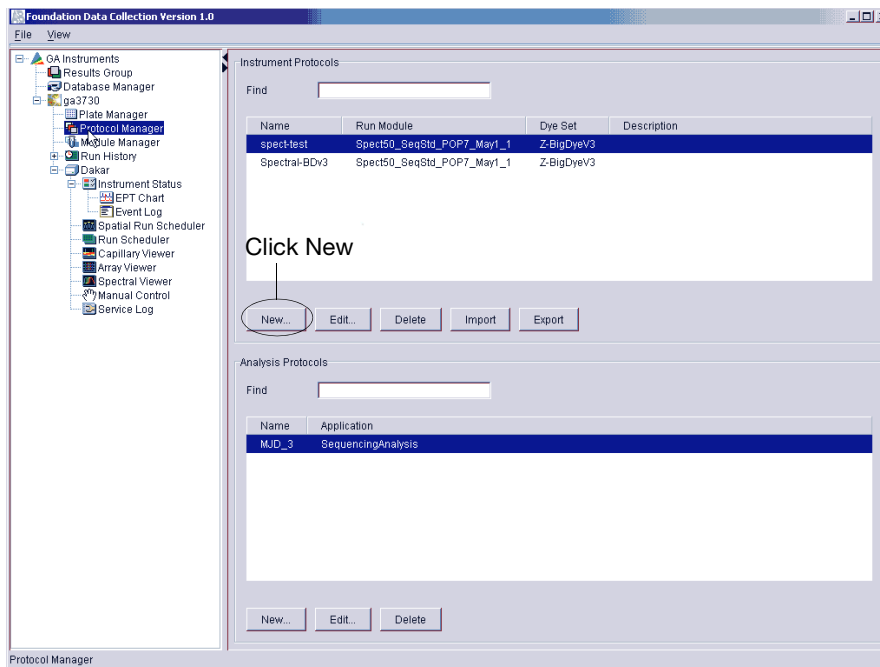 Foundation Data Collection Version 1.0
File View
GA Instruments
Results Group
Database Manager
ga3730
Plate Manager
Protocol Manager
Module Manager
Run History
Dakar
Instrument Status
EPT Chart
Event Log
Spatial Run Scheduler
Run Scheduler
Capillary Viewer
Array Viewer
Spectral Viewer
Manual Control
Service Log
Instrument Protocols
Find
Name Run Module Dye Set Description
spect-test Spect50_SeqStd_POP7_May1_1 Z-BigDyeV3
Spectral-BDv3 Spect50_SeqStd_POP7_May1_1 Z-BigDyeV3
Click New
New... Edit... Delete Import Export
Analysis Protocols
Find
Name Application
MJD_3 SequencingAnalysis
New... Edit... Delete
Protocol Manager